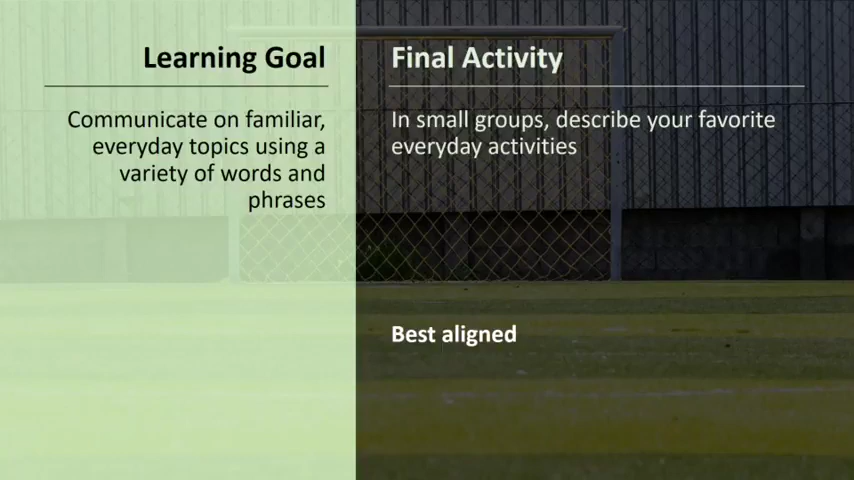 Learning Goal
Communicate on familiar,
everyday topics using a
variety of words and
phrases
Final Activity
In small groups, describe your favorite
everyday activities
Best aligned